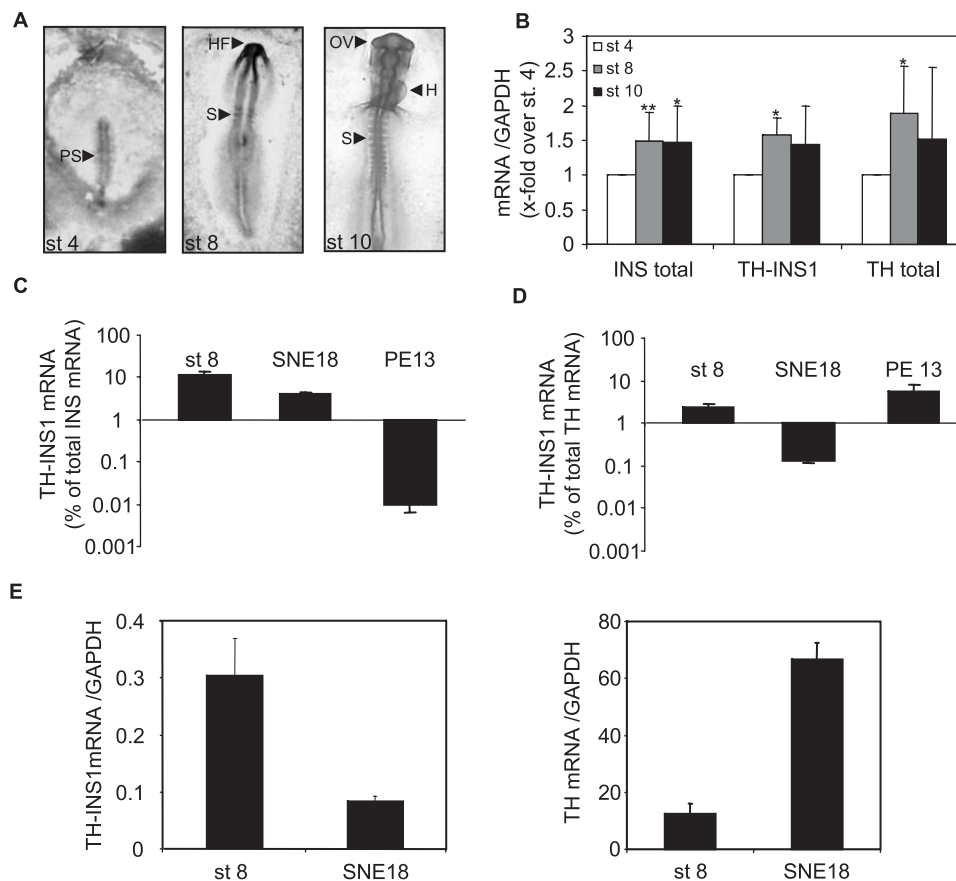 A
HF
OV
H
S
S
PS
st 4
st 8
st 10
B
mRNA /GAPDH
(x-fold over st. 4)
3
2.5
2
1.5
1
0.5
0
st 4
st 8
st 10
**
*
*
*
INS total
TH-INS1
TH total
C
TH-INS1 mRNA
(% of total INS mRNA)
100
10
1
0.1
0.01
0.001
st 8
SNE18
PE13
D
TH-INS1 mRNA
(% of total TH mRNA)
100
10
1
0.1
0.01
0.001
st 8
SNE18
PE 13
E
TH-INS1mRNA /GAPDH
0.4
0.3
0.2
0.1
0
st 8
SNE18
TH mRNA /GAPDH
80
60
40
20
0
st 8
SNE18